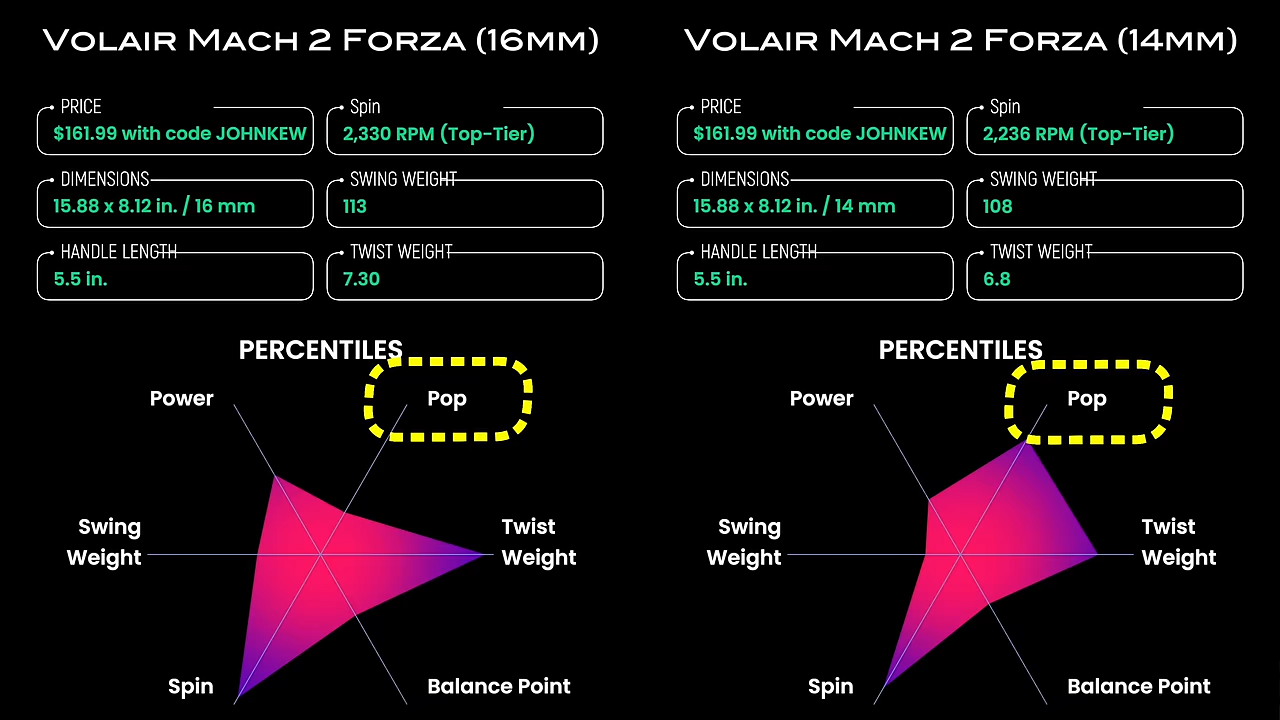 VOLAIR MACH 2 FORZA (16MM)
PRICE
$161.99 with code JOHNKEW
Spin
2,330 RPM (Top-Tier)
DIMENSIONS
15.88 x 8.12 in. / 16 mm
SWING WEIGHT
113
HANDLE LENGTH
5.5 in.
TWIST WEIGHT
7.30
PERCENTILES
Power
Pop
Swing
Weight
Twist
Weight
Spin
Balance Point
VOLAIR MACH 2 FORZA (14MM)
PRICE
$161.99 with code JOHNKEW
Spin
2,236 RPM (Top-Tier)
DIMENSIONS
15.88 x 8.12 in. / 14 mm
SWING WEIGHT
108
HANDLE LENGTH
5.5 in.
TWIST WEIGHT
6.8
PERCENTILES
Power
Pop
Swing
Weight
Twist
Weight
Spin
Balance Point